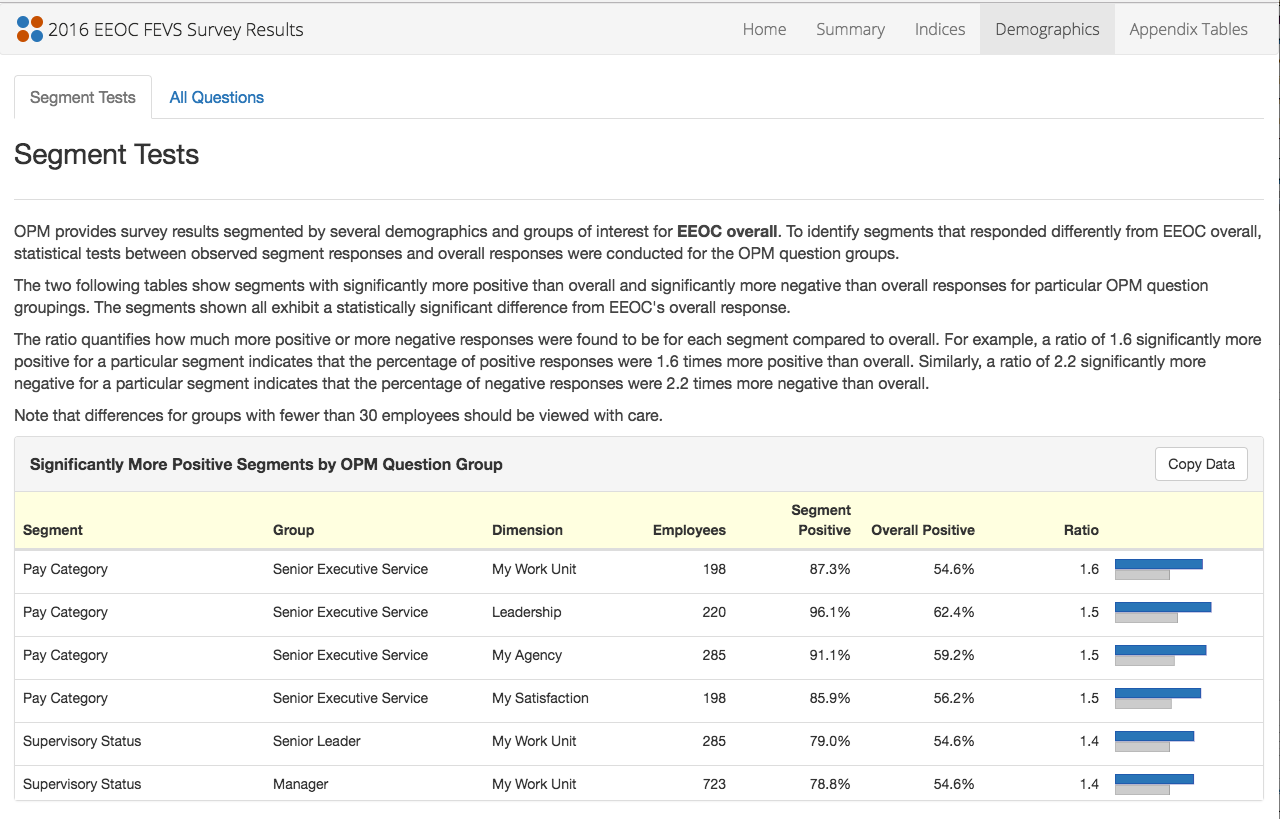 2016 EEOC FEVS Survey Results Home Summary Indices Demographics Appendix Tables
Segment Tests All Questions
Segment Tests
OPM provides survey results segmented by several demographics and groups of interest for EEOC overall. To identify segments that responded differently from EEOC overall,
statistical tests between observed segment responses and overall responses were conducted for the OPM question groups.
The two following tables show segments with significantly more positive than overall and significantly more negative than overall responses for particular OPM question
groupings. The segments shown all exhibit a statistically significant difference from EEOC's overall response.
The ratio quantifies how much more positive or more negative responses were found to be for each segment compared to overall. For example, a ratio of 1.6 significantly more
positive for a particular segment indicates that the percentage of positive responses were 1.6 times more positive than overall. Similarly, a ratio of 2.2 significantly more
negative for a particular segment indicates that the percentage of negative responses were 2.2 times more negative than overall.
Note that differences for groups with fewer than 30 employees should be viewed with care.
Significantly More Positive Segments by OPM Question Group Copy Data
Segment Group Dimension Employees Segment Positive Overall Positive Ratio
Pay Category Senior Executive Service My Work Unit 198 87.3% 54.6% 1.6
Pay Category Senior Executive Service Leadership 220 96.1% 62.4% 1.5
Pay Category Senior Executive Service My Agency 285 91.1% 59.2% 1.5
Pay Category Senior Executive Service My Satisfaction 198 85.9% 56.2% 1.5
Supervisory Status Senior Leader My Work Unit 285 79.0% 54.6% 1.4
Supervisory Status Manager My Work Unit 723 78.8% 54.6% 1.4